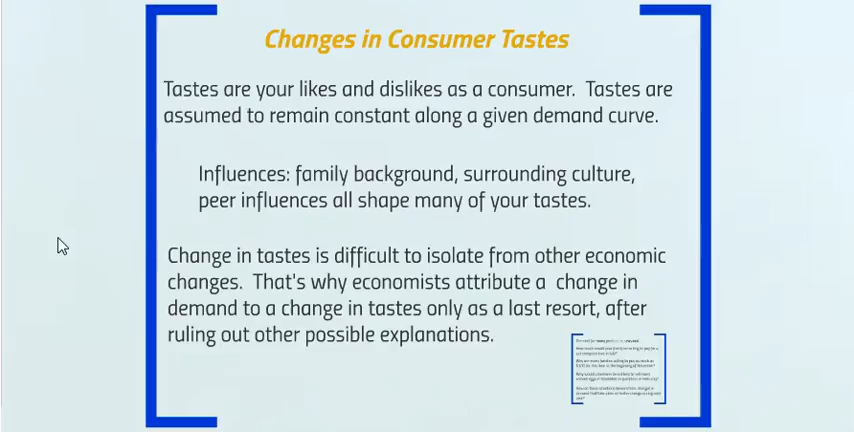 Changes in Consumer Tastes
Tastes are your likes and dislikes as a consumer. Tastes are
assumed to remain constant along a given demand curve.
Influences: family background, surrounding culture,
peer influences all shape many of your tastes.
Change in tastes is difficult to isolate from other economic
changes. That's why economists attribute a change in
demand to a change in tastes only as a last resort, after
ruling out other possible explanations.